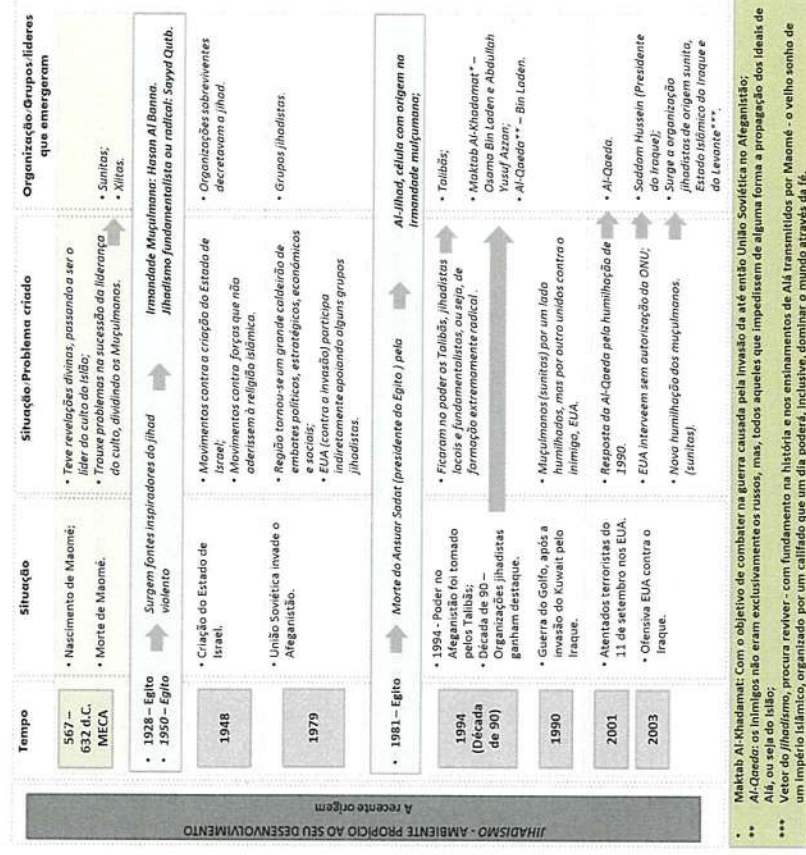 JIHADISMO - AMBIENTE PROPÍCIO AO SEU DESENVOLVIMENTO
A recente origem
Tempo
Situação
Situação/Problema criado
Organização/Grupos/líderes
que emergeram
567 –
632 d.C.
MECA
• Nascimento de Maomé;
• Morte de Maomé.
• Teve revelações divinas, passando a ser o
líder do culto do Islão;
• Trouxe problemas na sucessão da liderança
do culto, dividindo os Muçulmanos.
• Sunitas;
• Xiitas.
• 1928 – Egito
• 1950 – Egito
Surgem fontes inspiradores do jihad
violento
Irmandade Muçulmana: Hasan Al Banna.
Jihadismo fundamentalista ou radical: Sayyd Qutb.
1948
• Criação do Estado de
Israel.
• Movimentos contra a criação do Estado de
Israel;
• Movimentos contra forças que não
aderissem à religião islâmica.
• Organizações sobreviventes
decretavam a jihad.
1979
• União Soviética invade o
Afeganistão.
• Região tornou-se um grande caldeirão de
embates políticos, estratégicos, económicos
e sociais;
• EUA (contra a invasão) participa
indiretamente apoiando alguns grupos
jihadistas.
• Grupos jihadistas.
• 1981 – Egito
Morte do Ansuar Sadat (presidente do Egito ) pela
Al-Jihad, célula com origem na
Irmandade mulçumana;
1994
(Década
de 90)
• 1994 - Poder no
Afeganistão foi tomado
pelos Talibãs;
• Década de 90 –
Organizações jihadistas
ganham destaque.
• Ficaram no poder os Talibãs, jihadistas
locais e fundamentalistas, ou seja, de
formação extremamente radical .
• Talibãs;
• Maktab Al-Khadamat* –
Osama Bin Laden e Abdullah
Yusuf Azzan;
• Al-Qaeda** – Bin Laden.
1990
• Guerra do Golfo, após a
invasão do Kuwait pelo
Iraque.
• Muçulmanos (sunitas) por um lado
humilhados, mas por outro unidos contra o
inimigo, EUA.
2001
• Atentados terroristas do
11 de setembro nos EUA.
• Resposta da Al-Qaeda pela humilhação de
1990.
• Al-Qaeda.
2003
• Ofensiva EUA contra o
Iraque.
• EUA interveem sem autorização da ONU;
• Nova humilhação dos muçulmanos.
(sunitas).
• Saddam Hussein (Presidente
do Iraque);
• Surge a organização
jihadistas de origem sunita,
Estado Islâmico do Iraque e
do Levante***.
* Maktab Al-Khadamat: Com o objetivo de combater na guerra causada pela invasão da até então União Soviética no Afeganistão;
** Al-Qaeda: os inimigos não eram exclusivamente os russos, mas, todos aqueles que impedissem de alguma forma a propagação dos ideais de
Alá, ou seja do Islão;
*** Vetor do jihadismo, procura reviver - com fundamento na história e nos ensinamentos de Alá transmitidos por Maomé - o velho sonho de
um Império Islâmico, organizado por um califado que um dia poderá, inclusive, dominar o mundo através da fé.